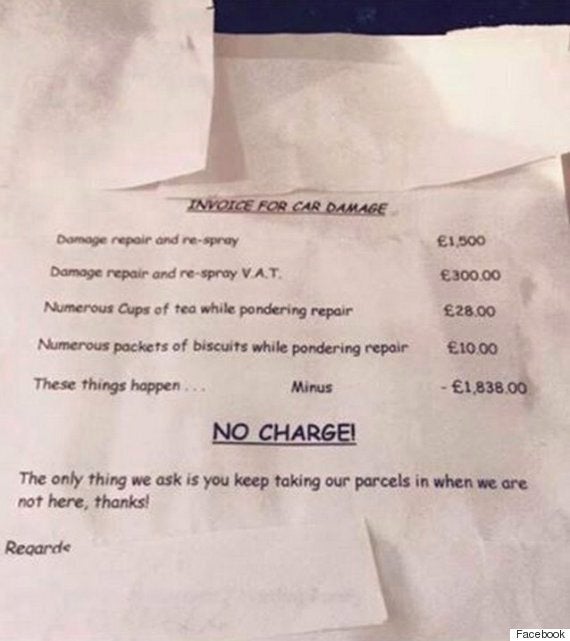 INVOICE FOR CAR DAMAGE
Damage repair and re-spray £1,500
Damage repair and re-spray V.A.T. £300.00
Numerous Cups of tea while pondering repair £28.00
Numerous packets of biscuits while pondering repair £10.00
These things happen . . . Minus - £1,838.00
NO CHARGE!
The only thing we ask is you keep taking our parcels in when we are
not here, thanks!
Regards
Facebook